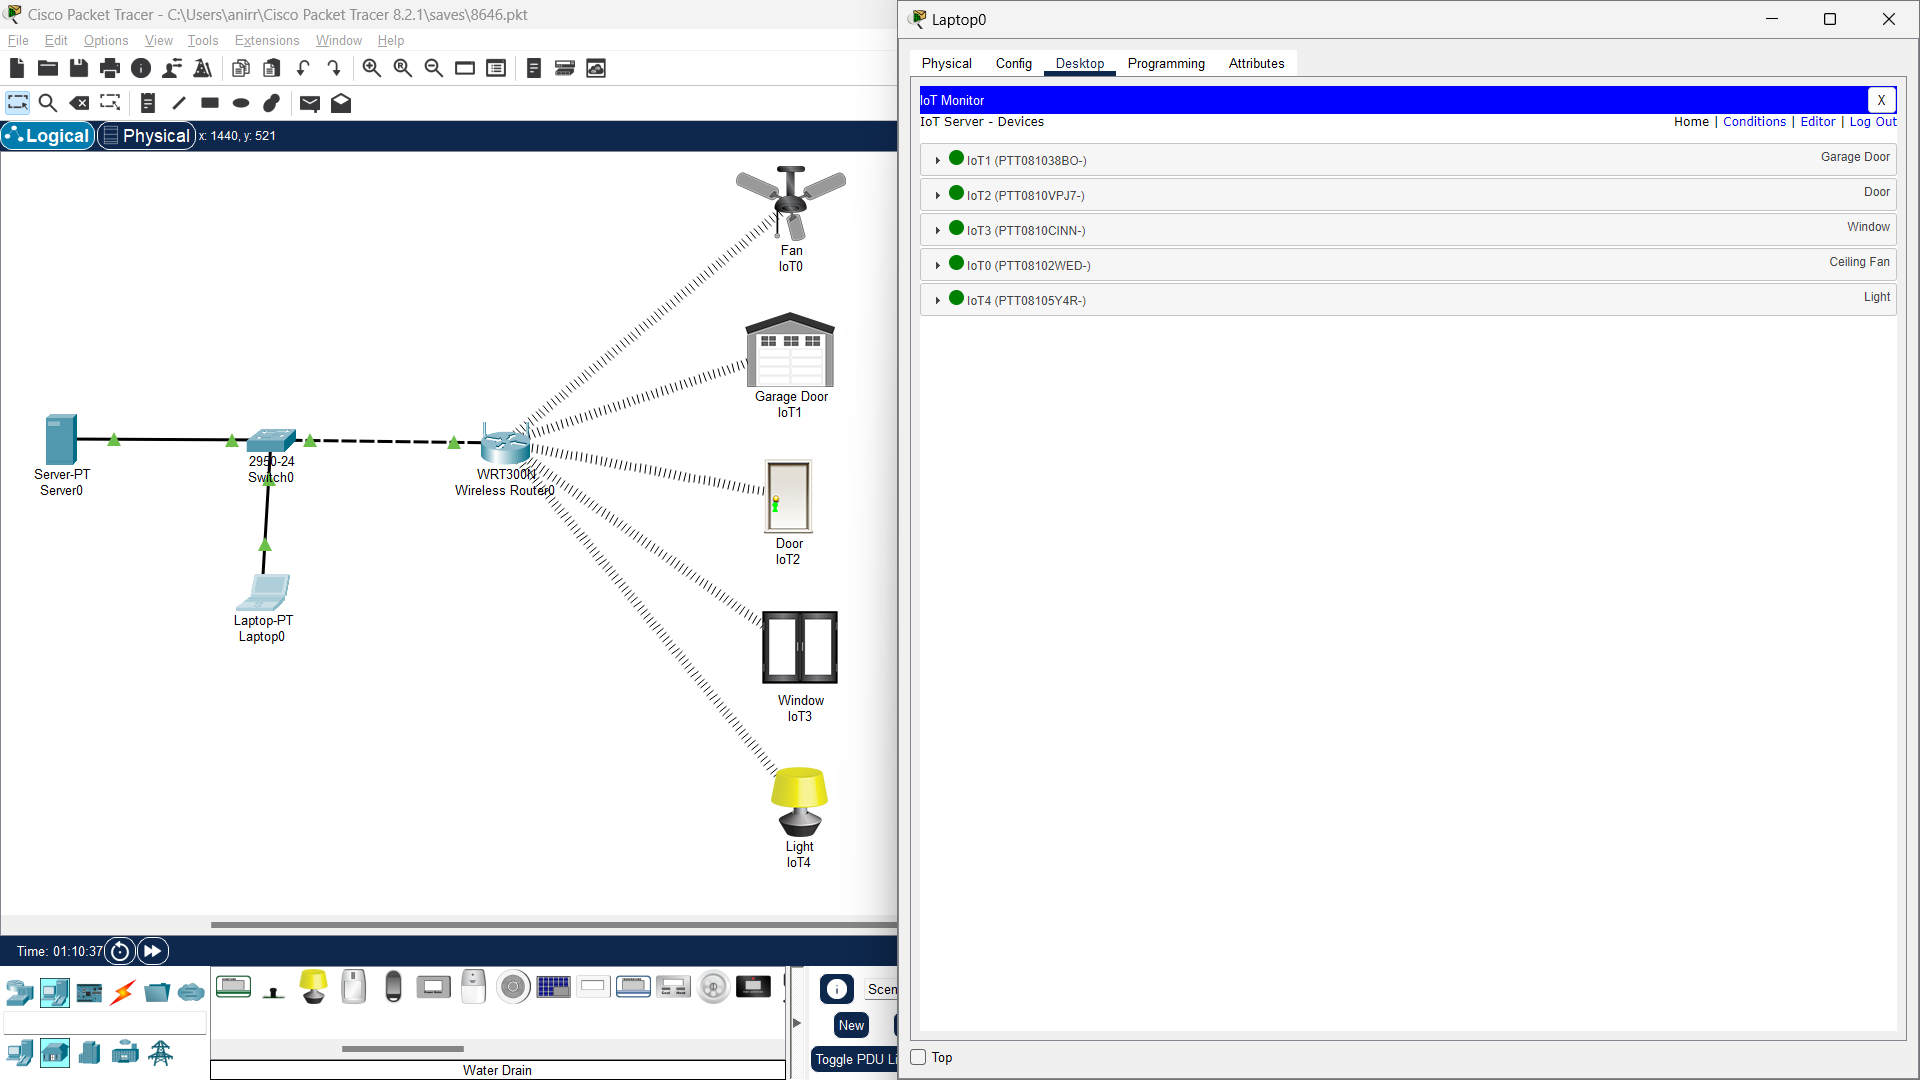 Cisco Packet Tracer - C:\Users\anirr\Cisco Packet Tracer 8.2.1\saves\8646.pkt
File Edit Options View Tools Extensions Window Help
Logical Physical x: 1440, y: 521
Fan
IoT0
Garage Door
IoT1
Server-PT
Server0
2950-24
Switch0
WRT300N
Wireless Router0
Door
IoT2
Laptop-PT
Laptop0
Window
IoT3
Light
IoT4
Time: 01:10:37
Scen
New
Toggle PDU Li
Water Drain
Laptop0
Physical Config Desktop Programming Attributes
IoT Monitor X
IoT Server - Devices Home | Conditions | Editor | Log Out
IoT1 (PTT081038BO-) Garage Door
IoT2 (PTT0810VPJ7-) Door
IoT3 (PTT0810CINN-) Window
IoT0 (PTT08102WED-) Ceiling Fan
IoT4 (PTT08105Y4R-) Light
Top